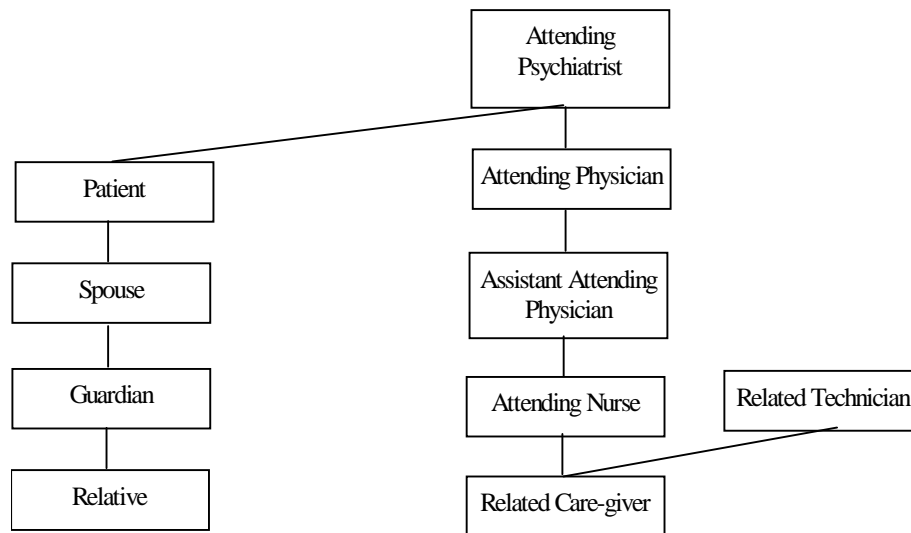 Attending
Psychiatrist
Patient
Attending Physician
Spouse
Assistant Attending
Physician
Guardian
Attending Nurse
Related Technician
Relative
Related Care-giver